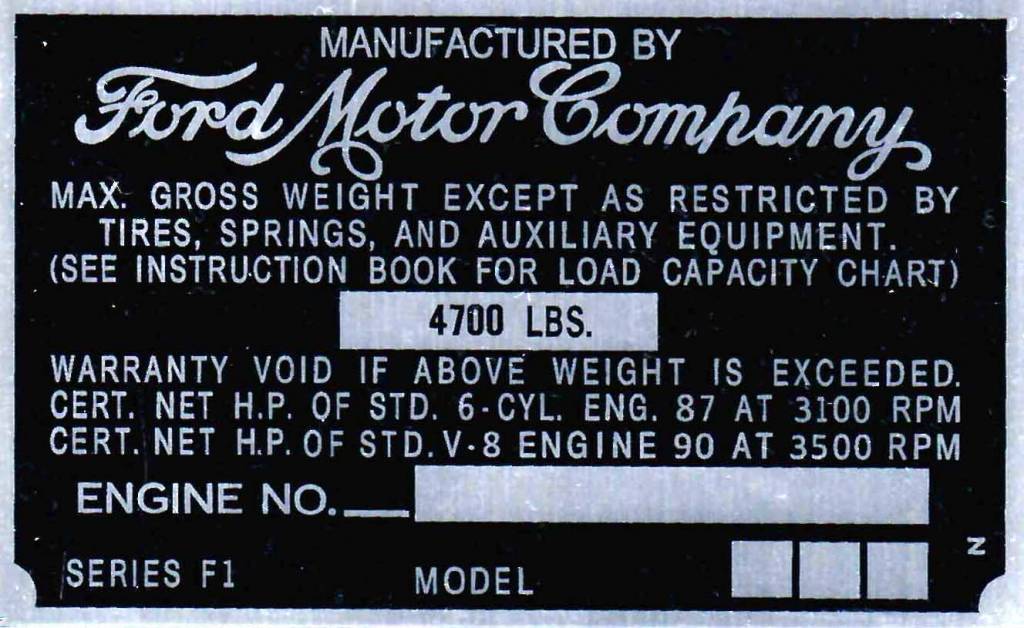 MANUFACTURED BY
Ford Motor Company
MAX. GROSS WEIGHT EXCEPT AS RESTRICTED BY
TIRES, SPRINGS, AND AUXILIARY EQUIPMENT.
(SEE INSTRUCTION BOOK FOR LOAD CAPACITY CHART)
4700 LBS.
WARRANTY VOID IF ABOVE WEIGHT IS EXCEEDED.
CERT. NET H.P. OF STD. 6-CYL. ENG. 87 AT 3100 RPM
CERT. NET H.P. OF STD. V-8 ENGINE 90 AT 3500 RPM
ENGINE NO.
SERIES F1 MODEL
N